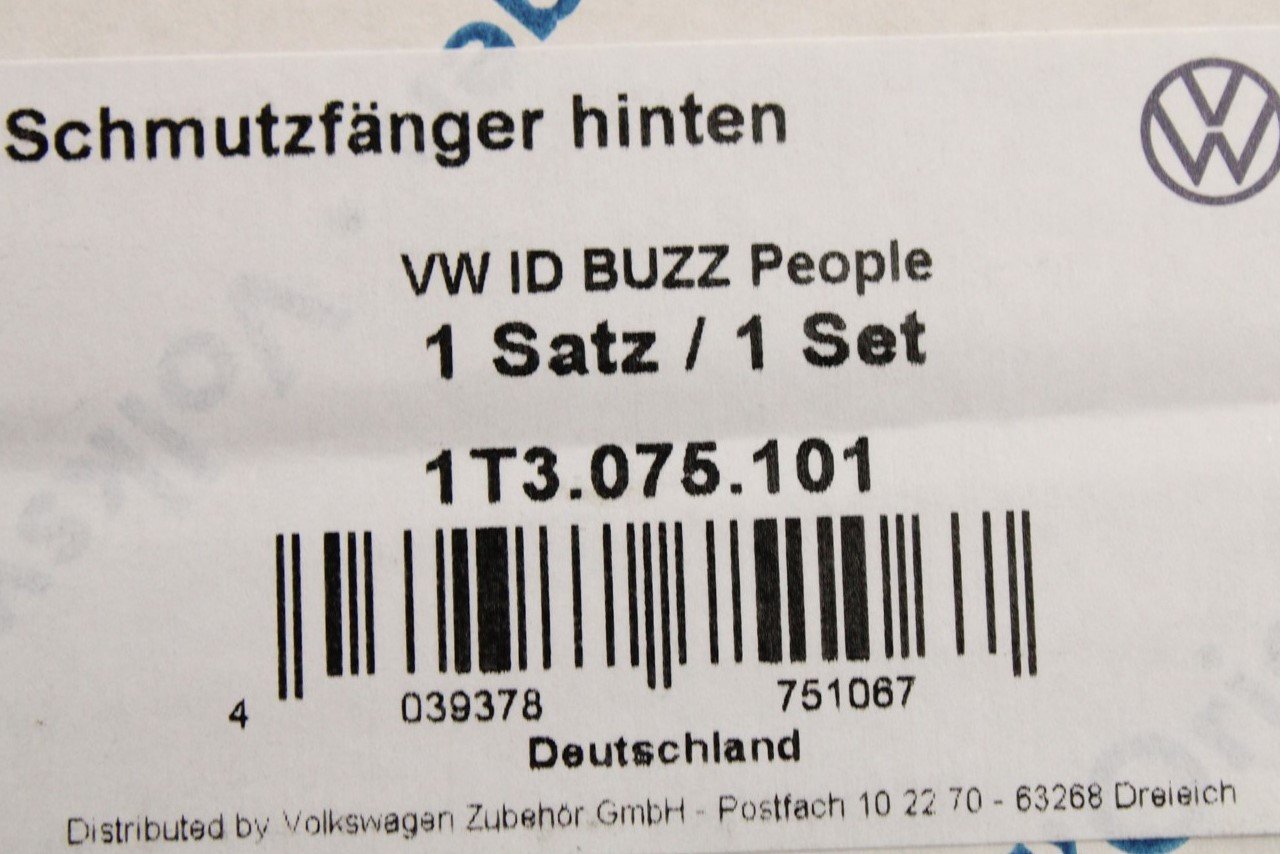 Schmutzfänger hinten
VW ID BUZZ People
1 Satz / 1 Set
1T3.075.101
4 039378 751067
Deutschland
Distributed by Volkswagen Zubehör GmbH - Postfach 10 22 70 - 63268 Dreieich